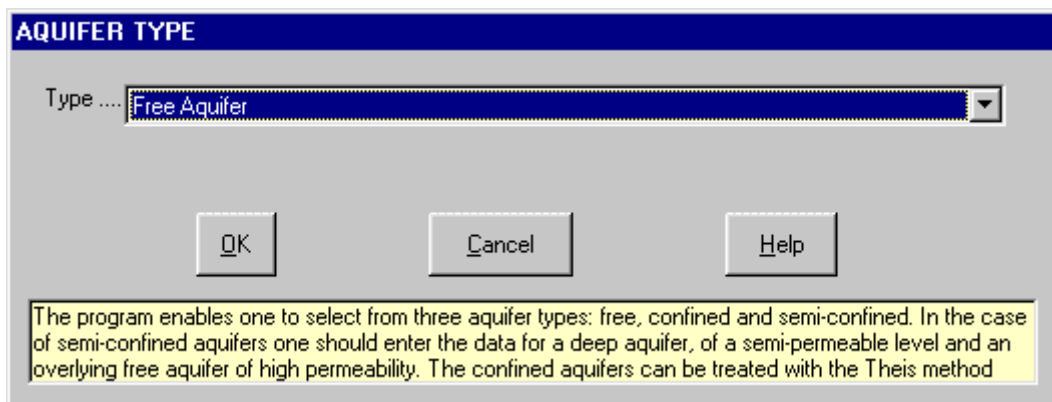 AQUIFER TYPE
Type .... Free Aquifer
OK Cancel Help
The program enables one to select from three aquifer types: free, confined and semi-confined. In the case
of semi-confined aquifers one should enter the data for a deep aquifer, of a semi-permeable level and an
overlying free aquifer of high permeability. The confined aquifers can be treated with the Theis method